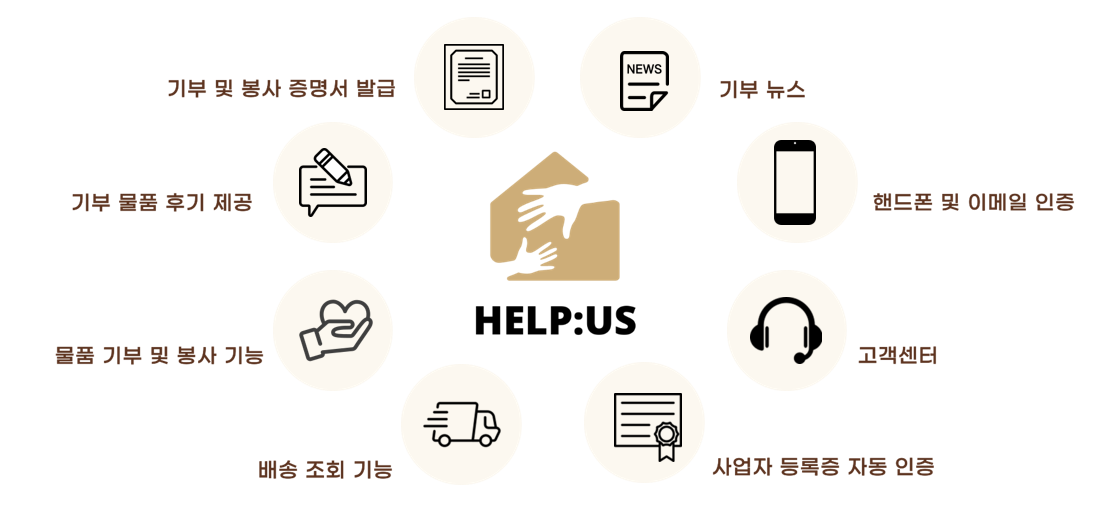 기부 및 봉사 증명서 발급
NEWS
기부 뉴스
기부 물품 후기 제공
핸드폰 및 이메일 인증
HELP:US
물품 기부 및 봉사 기능
고객센터
배송 조회 기능
사업자 등록증 자동 인증